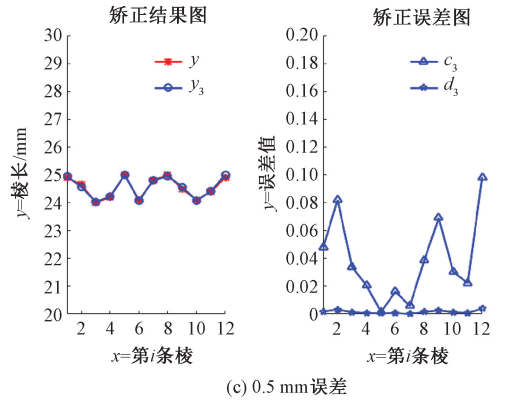 矫正结果图
30
29
28
27
26
25
24
23
22
21
20
y=棱长/mm
y
y3
2 4 6 8 10 12
x=第i条棱
矫正误差图
0.20
0.18
0.16
0.14
0.12
0.10
0.08
0.06
0.04
0.02
0
y=误差值
c3
d3
2 4 6 8 10 12
x=第i条棱
(c) 0.5 mm误差